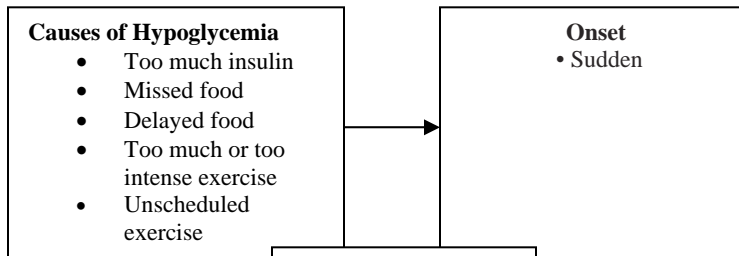 Causes of Hypoglycemia
• Too much insulin
• Missed food
• Delayed food
• Too much or too
intense exercise
• Unscheduled
exercise
Onset
• Sudden